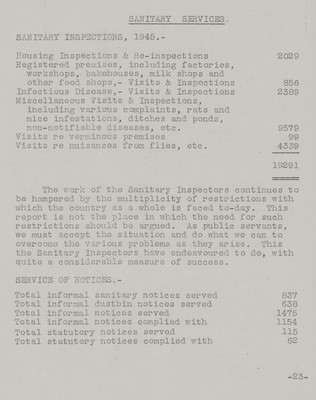 SANITARY SERVICES.
SANITARY INSPECTIONS, 1945.-
Housing Inspections & Re-inspections 2029
Registered premises, including factories,
workshops, bakehouses, milk shops and
other food shops,- Visits & Inspections 856
Infectious Disease,- Visits & Inspections 2389
Miscellaneous Visits & Inspections,
including various complaints, rats and
mice infestations, ditches and ponds,
non-notifiable diseases, etc. 9579
Visits re verminous premises 99
Visits re nuisances from flies, etc. 4339
19291
The work of the Sanitary Inspectors continues to
be hampered by the multiplicity of restrictions with
which the country as a whole is faced to-day. This
report is not the place in which the need for such
restrictions should be argued. As public servants,
we must accept the situation and do what we can to
overcome the various problems as they arise. This
the Sanitary Inspectors have endeavoured to do, with
quite a considerable measure of success.
SERVICE OF NOTICES.-
Total informal sanitary notices served 837
Total informal dustbin notices served 638
Total informal notices served 1475
Total informal notices complied with 1154
Total statutory notices served 115
Total statutory notices complied with 62
-23-